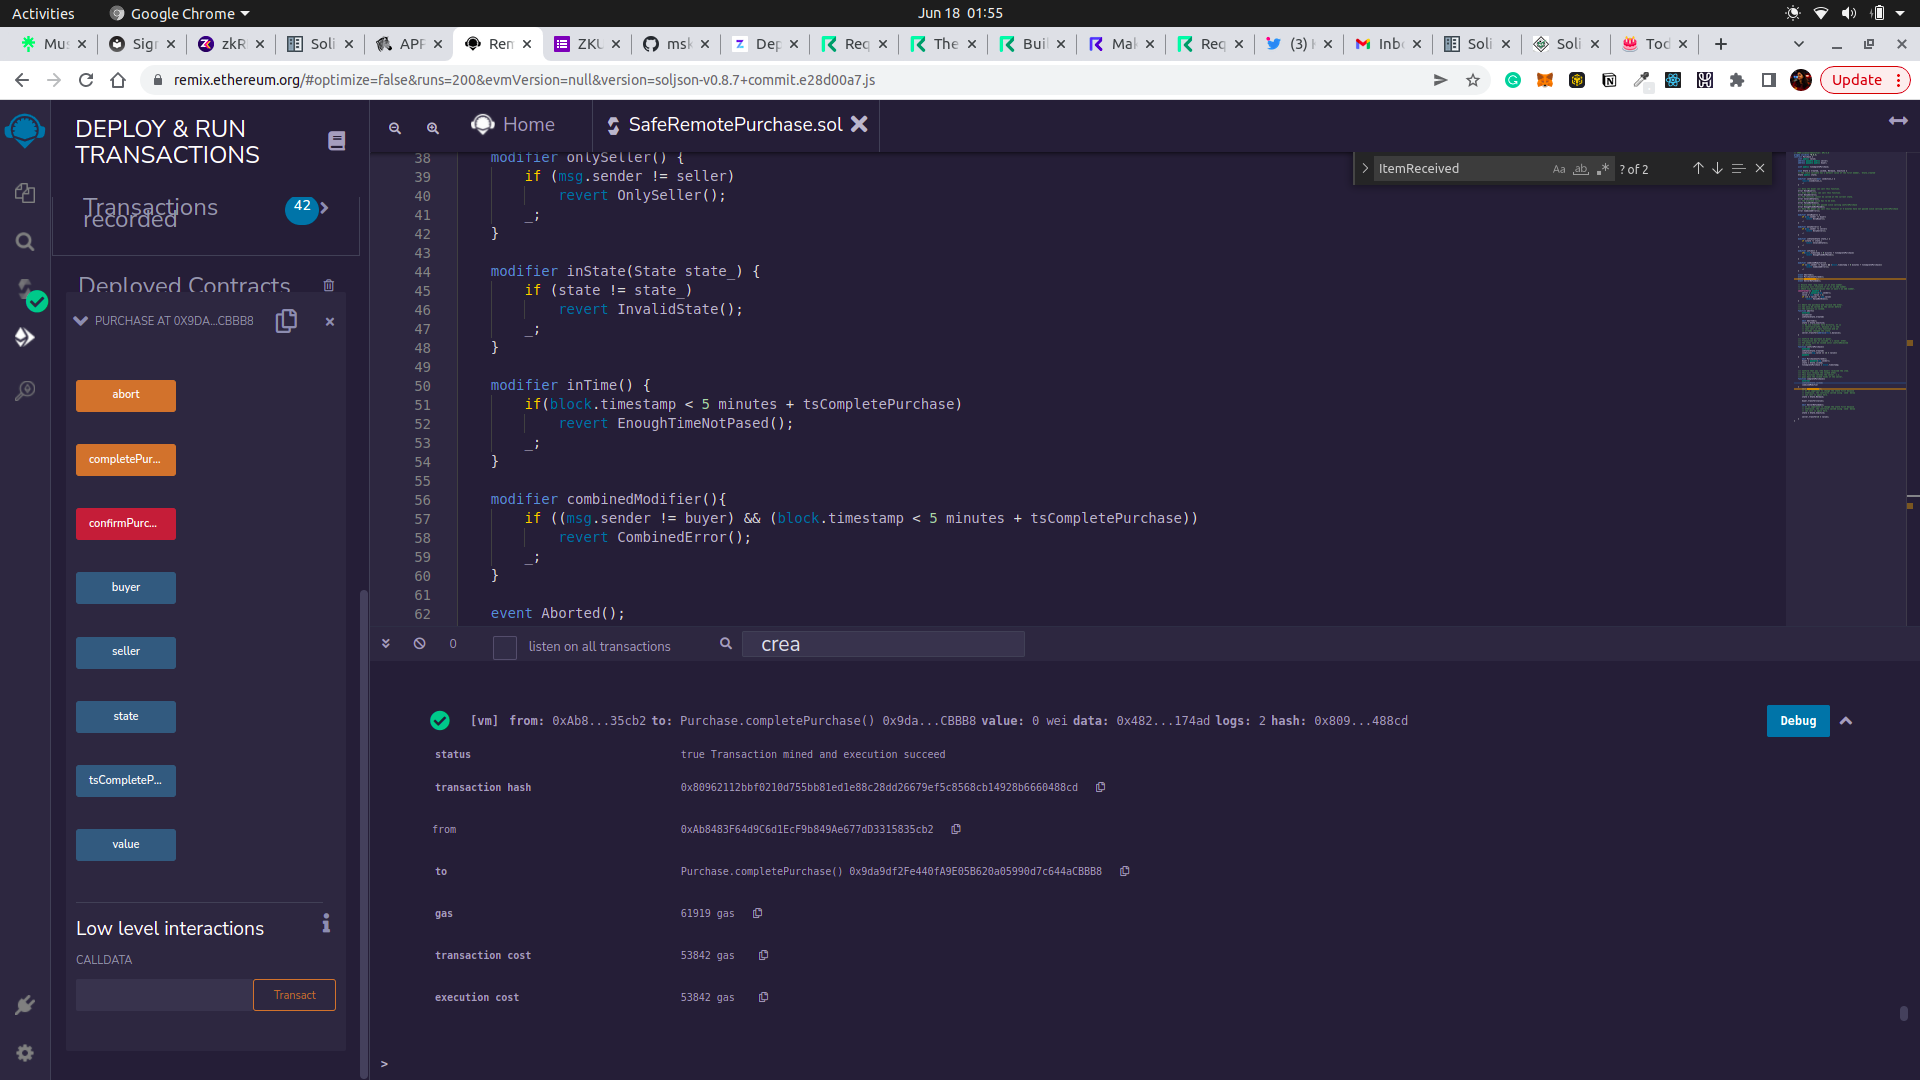 Activities
Google Chrome
Jun 18 01:55
Mus
Sign
zkR
Soli
APP
Rem
ZKU
msk
Dep
Req
The
Buil
Mak
Req
(3) H
Inbo
Soli
Soli
Tod
remix.ethereum.org/#optimize=false&runs=200&evmVersion=null&version=soljson-v0.8.7+commit.e28d00a7.js
Update
DEPLOY & RUN
TRANSACTIONS
Transactions
recorded
42
Deployed Contracts
PURCHASE AT 0X9DA...CBBB8
abort
completePur...
confirmPurc...
buyer
seller
state
tsCompleteP...
value
Low level interactions
CALLDATA
Transact
Home
SafeRemotePurchase.sol
ItemReceived
Aa
ab
? of 2
38 modifier onlySeller() {
39 if (msg.sender != seller)
40 revert OnlySeller();
41 _;
42 }
43
44 modifier inState(State state_) {
45 if (state != state_)
46 revert InvalidState();
47 _;
48 }
49
50 modifier inTime() {
51 if(block.timestamp < 5 minutes + tsCompletePurchase)
52 revert EnoughTimeNotPased();
53 _;
54 }
55
56 modifier combinedModifier(){
57 if ((msg.sender != buyer) && (block.timestamp < 5 minutes + tsCompletePurchase))
58 revert CombinedError();
59 _;
60 }
61
62 event Aborted();
0
listen on all transactions
crea
[vm] from: 0xAb8...35cb2 to: Purchase.completePurchase() 0x9da...CBBB8 value: 0 wei data: 0x482...174ad logs: 2 hash: 0x809...488cd
Debug
status true Transaction mined and execution succeed
transaction hash 0x80962112bbf0210d755bb81ed1e88c28dd26679ef5c8568cb14928b6660488cd
from 0xAb8483F64d9C6d1EcF9b849Ae677dD3315835cb2
to Purchase.completePurchase() 0x9da9df2Fe440fA9E05B620a05990d7c644aCBBB8
gas 61919 gas
transaction cost 53842 gas
execution cost 53842 gas
>